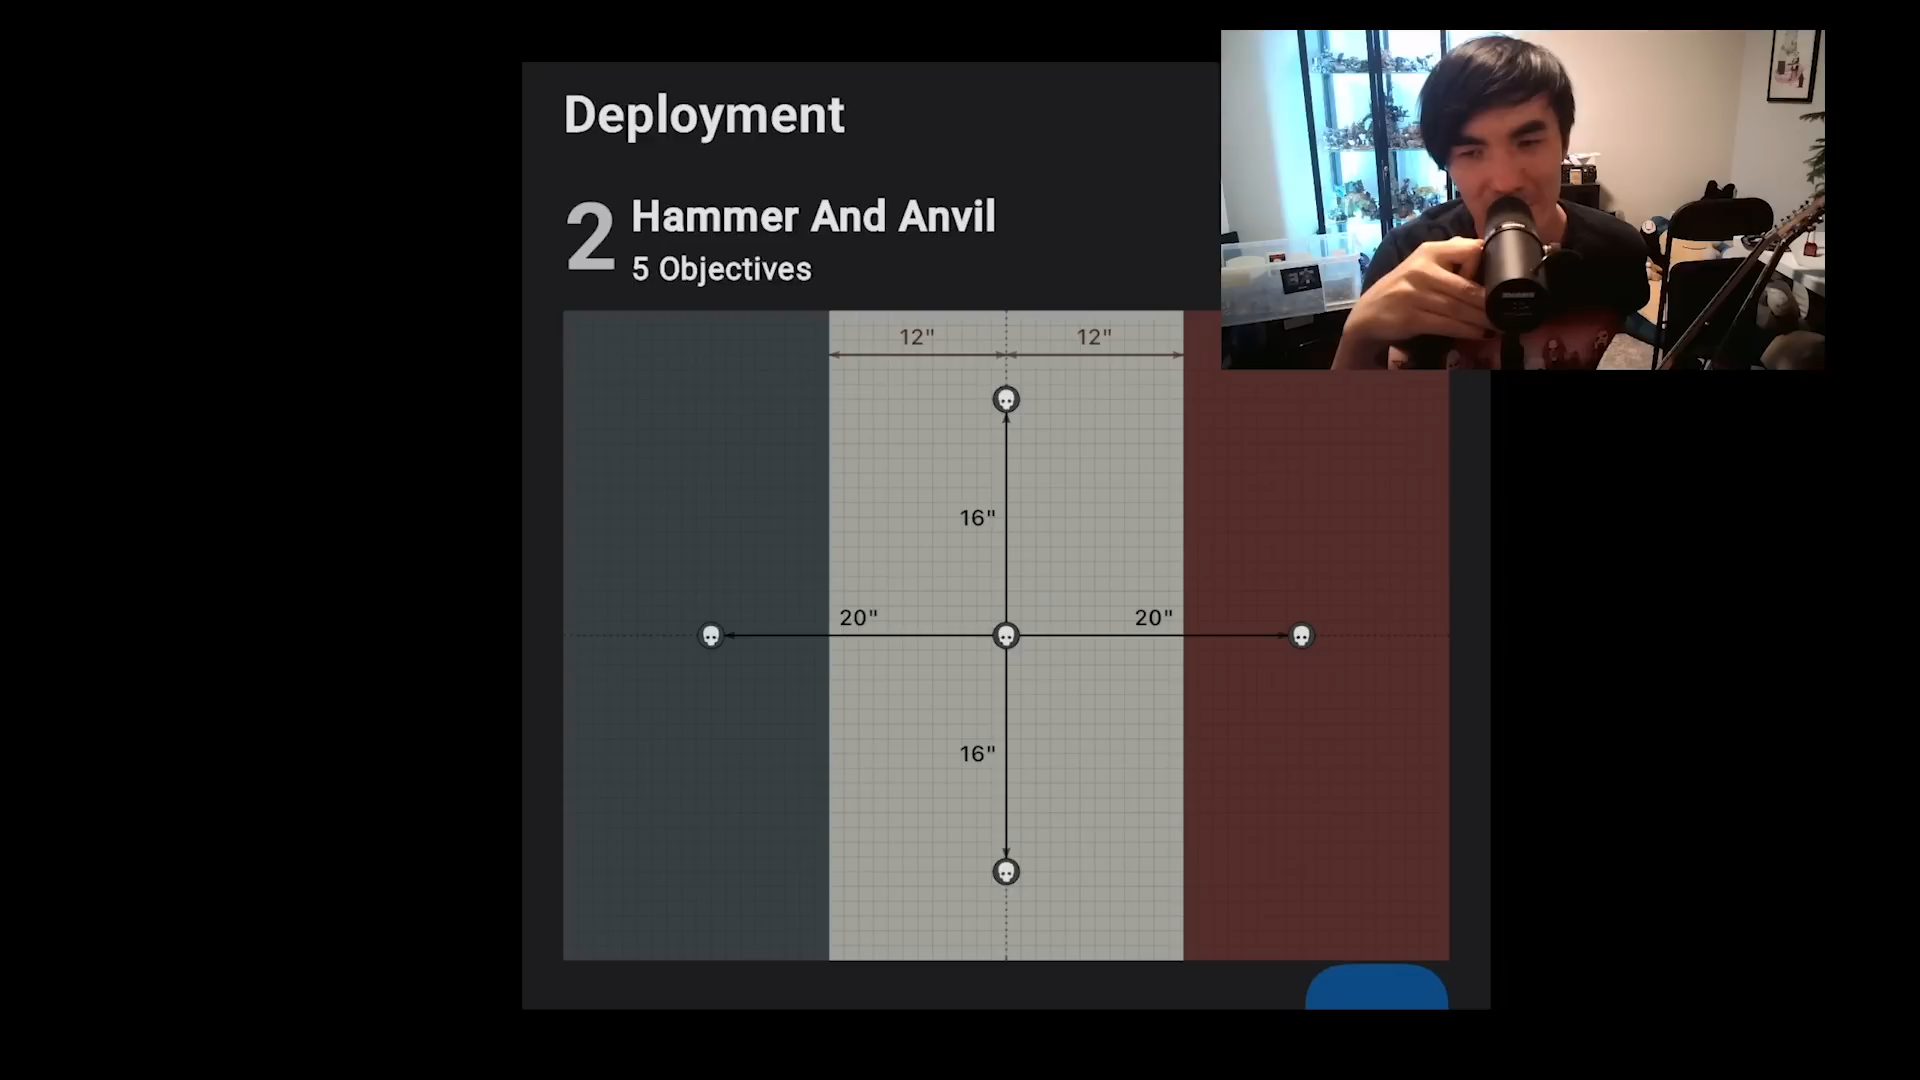 Deployment
2 Hammer And Anvil
5 Objectives
12" 12"
16"
20" 20"
16"